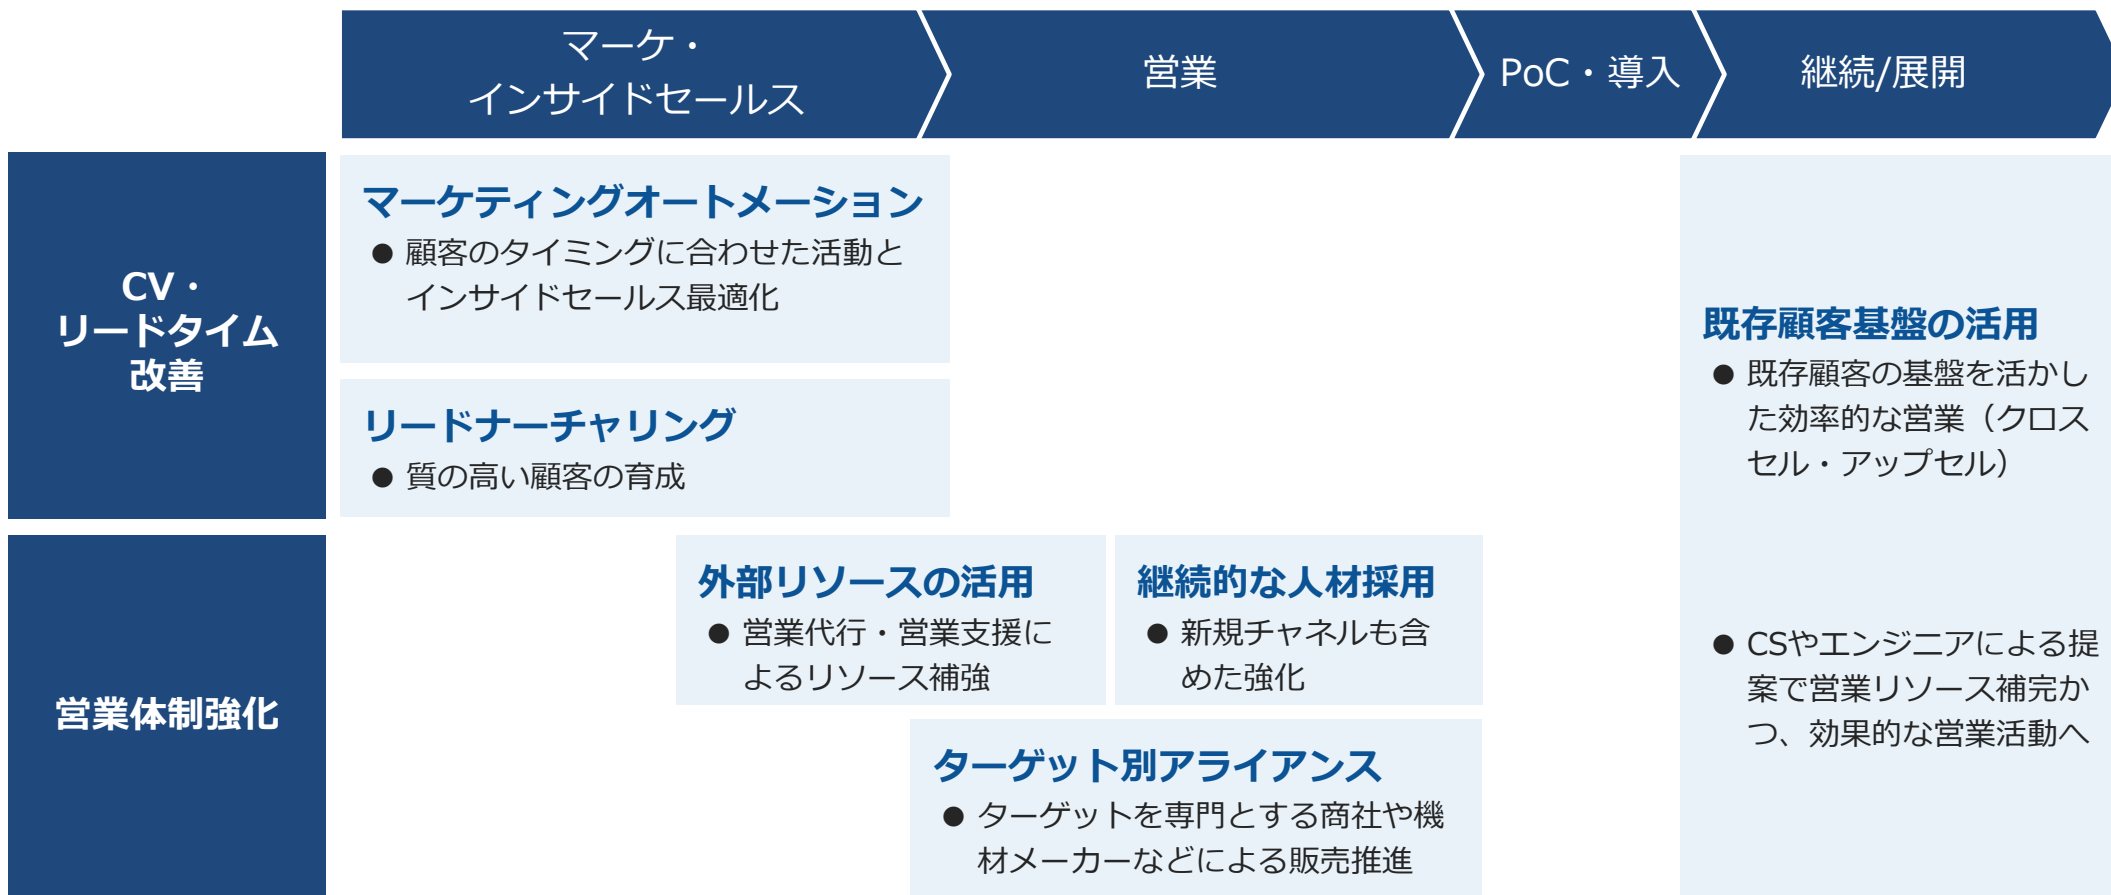 マーケ・
インサイドセールス
営業
PoC・導入
継続/展開
CV・
リードタイム
改善
マーケティングオートメーション
● 顧客のタイミングに合わせた活動と
インサイドセールス最適化
リードナーチャリング
● 質の高い顧客の育成
既存顧客基盤の活用
● 既存顧客の基盤を活かし
た効率的な営業（クロス
セル・アップセル）
営業体制強化
外部リソースの活用
● 営業代行・営業支援に
よるリソース補強
継続的な人材採用
● 新規チャネルも含
めた強化
ターゲット別アライアンス
● ターゲットを専門とする商社や機
材メーカーなどによる販売推進
● CSやエンジニアによる提
案で営業リソース補完か
つ、効果的な営業活動へ